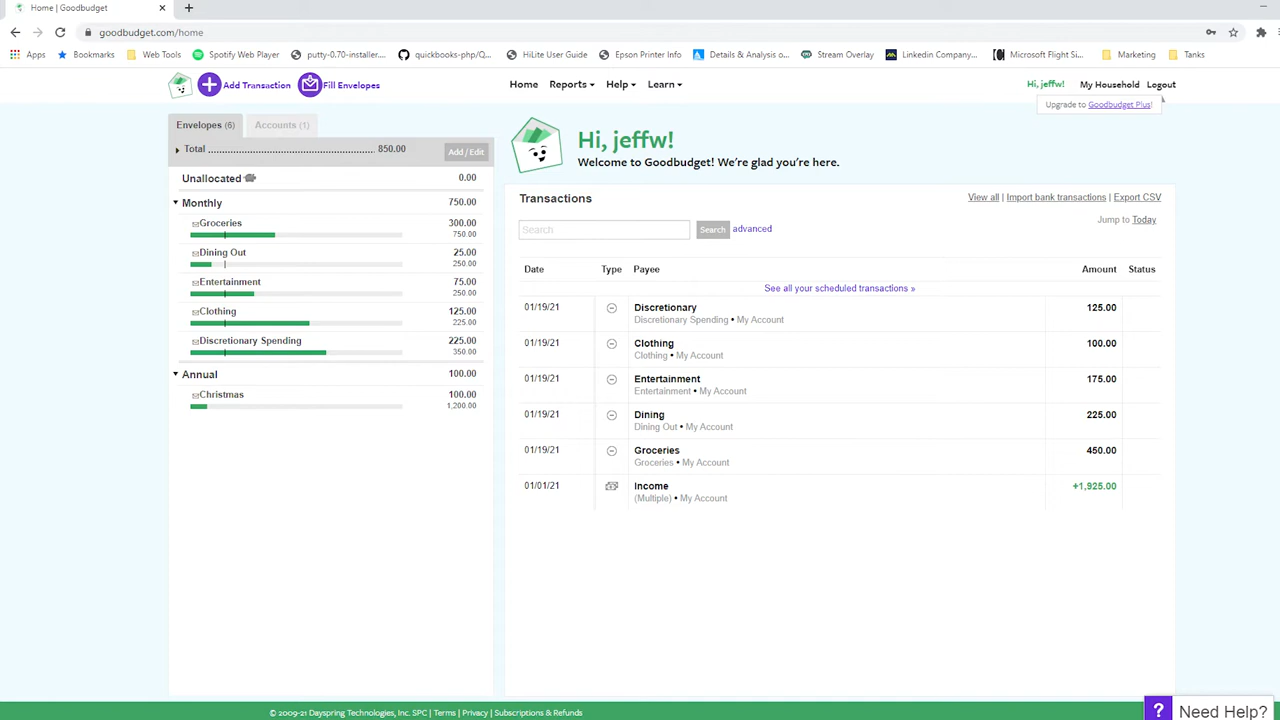 Home | Goodbudget
goodbudget.com/home
Apps
Bookmarks
Web Tools
Spotify Web Player
putty-0.70-installer....
quickbooks-php/Q...
HiLite User Guide
Epson Printer Info
Details & Analysis o...
Stream Overlay
Linkedin Company...
Microsoft Flight Si...
Marketing
Tanks
Add Transaction
Fill Envelopes
Home
Reports
Help
Learn
Hi, jeffw!
My Household
Logout
Upgrade to Goodbudget Plus!
Envelopes (6)
Accounts (1)
Total 850.00
Add / Edit
Unallocated 0.00
Monthly 750.00
Groceries 300.00
750.00
Dining Out 25.00
250.00
Entertainment 75.00
250.00
Clothing 125.00
225.00
Discretionary Spending 225.00
350.00
Annual 100.00
Christmas 100.00
1,200.00
Hi, jeffw!
Welcome to Goodbudget! We're glad you're here.
Transactions
View all | Import bank transactions | Export CSV
Jump to Today
Search
Search
advanced
Date Type Payee Amount Status
See all your scheduled transactions »
01/19/21 Discretionary 125.00
Discretionary Spending • My Account
01/19/21 Clothing 100.00
Clothing • My Account
01/19/21 Entertainment 175.00
Entertainment • My Account
01/19/21 Dining 225.00
Dining Out • My Account
01/19/21 Groceries 450.00
Groceries • My Account
01/01/21 Income +1,925.00
(Multiple) • My Account
© 2009-21 Dayspring Technologies, Inc. SPC | Terms | Privacy | Subscriptions & Refunds
? Need Help?